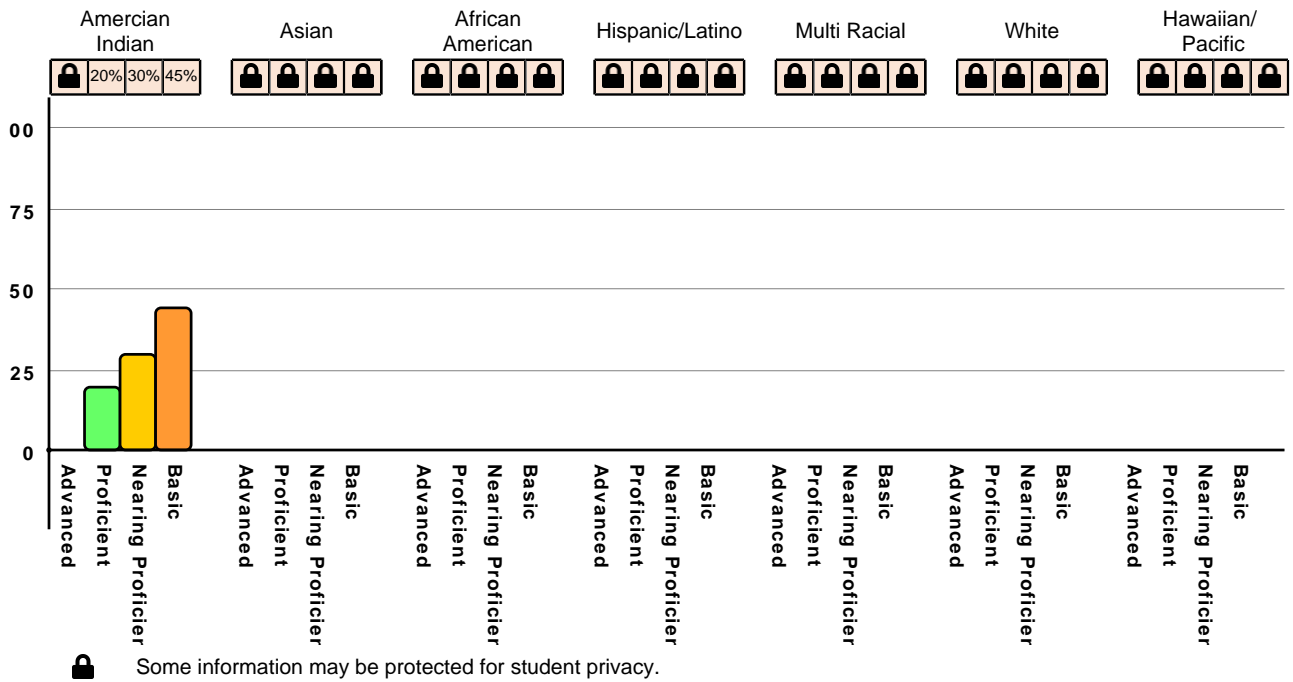 Amercian
Indian
Asian
African
American
Hispanic/Latino
Multi Racial
White
Hawaiian/
Pacific
20% 30% 45%
00
75
50
25
0
Advanced
Proficient
Nearing Proficier
Basic
Advanced
Proficient
Nearing Proficier
Basic
Advanced
Proficient
Nearing Proficier
Basic
Advanced
Proficient
Nearing Proficier
Basic
Advanced
Proficient
Nearing Proficier
Basic
Advanced
Proficient
Nearing Proficier
Basic
Advanced
Proficient
Nearing Proficier
Basic
Some information may be protected for student privacy.